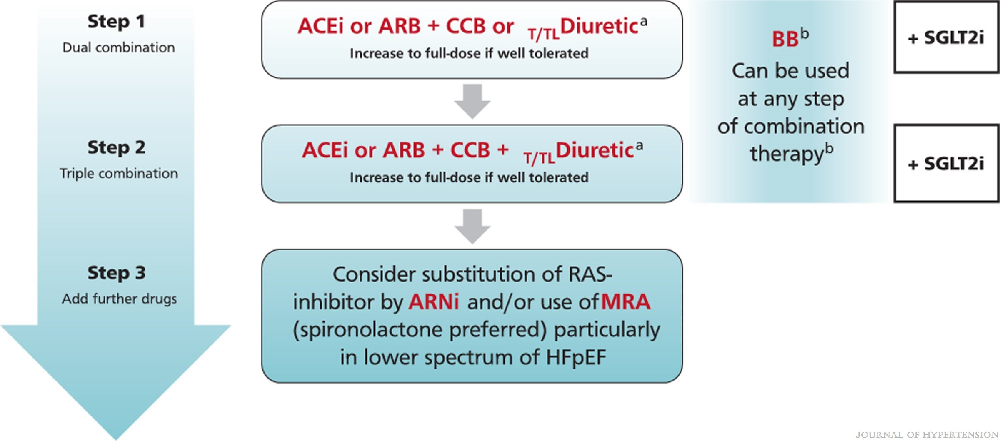 Step 1
Dual combination
ACEi or ARB + CCB or T/TLDiuretic a
Increase to full-dose if well tolerated
BB b
Can be used
at any step
of combination
therapy b
+ SGLT2i
Step 2
Triple combination
ACEi or ARB + CCB + T/TLDiuretic a
Increase to full-dose if well tolerated
+ SGLT2i
Step 3
Add further drugs
Consider substitution of RAS-
inhibitor by ARNi and/or use of MRA
(spironolactone preferred) particularly
in lower spectrum of HFpEF
JOURNAL OF HYPERTENSION